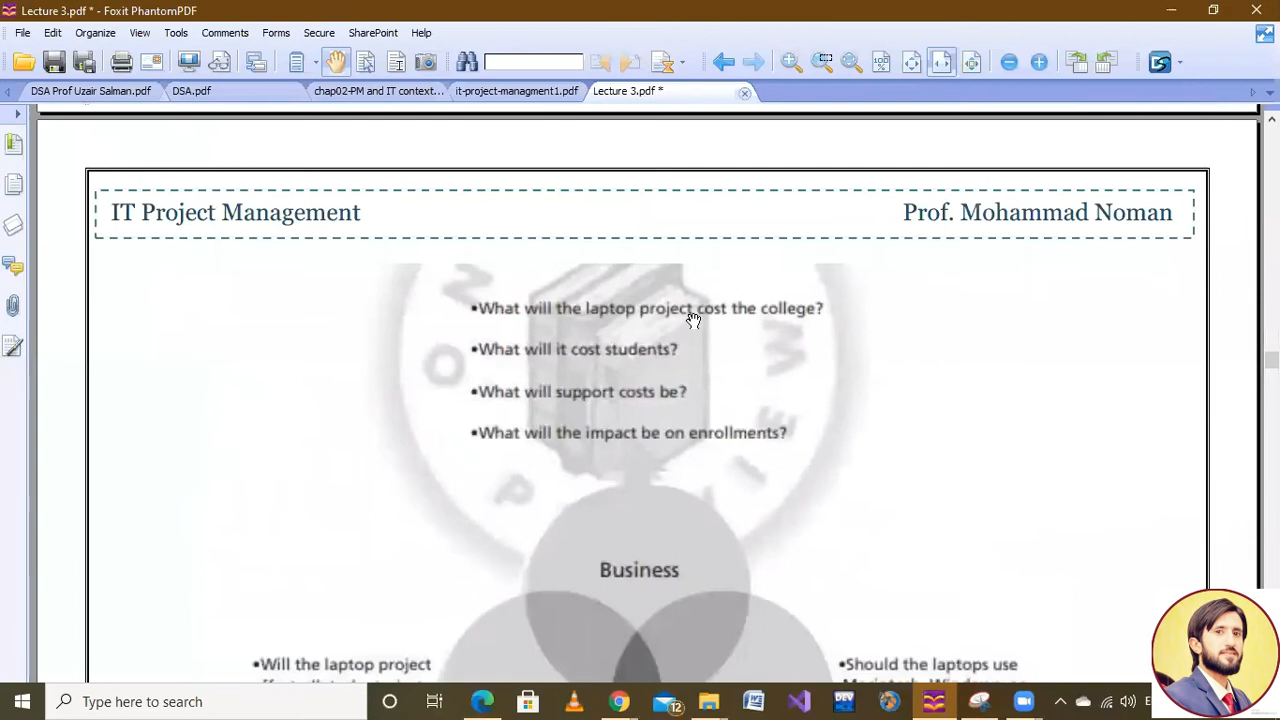 Lecture 3.pdf * - Foxit PhantomPDF
File Edit Organize View Tools Comments Forms Secure SharePoint Help
DSA Prof Uzair Salman.pdf DSA.pdf chap02-PM and IT context... it-project-managment1.pdf Lecture 3.pdf *
IT Project Management Prof. Mohammad Noman
•What will the laptop project cost the college?
•What will it cost students?
•What will support costs be?
•What will the impact be on enrollments?
Business
•Will the laptop project
•Should the laptops use
Type here to search
12